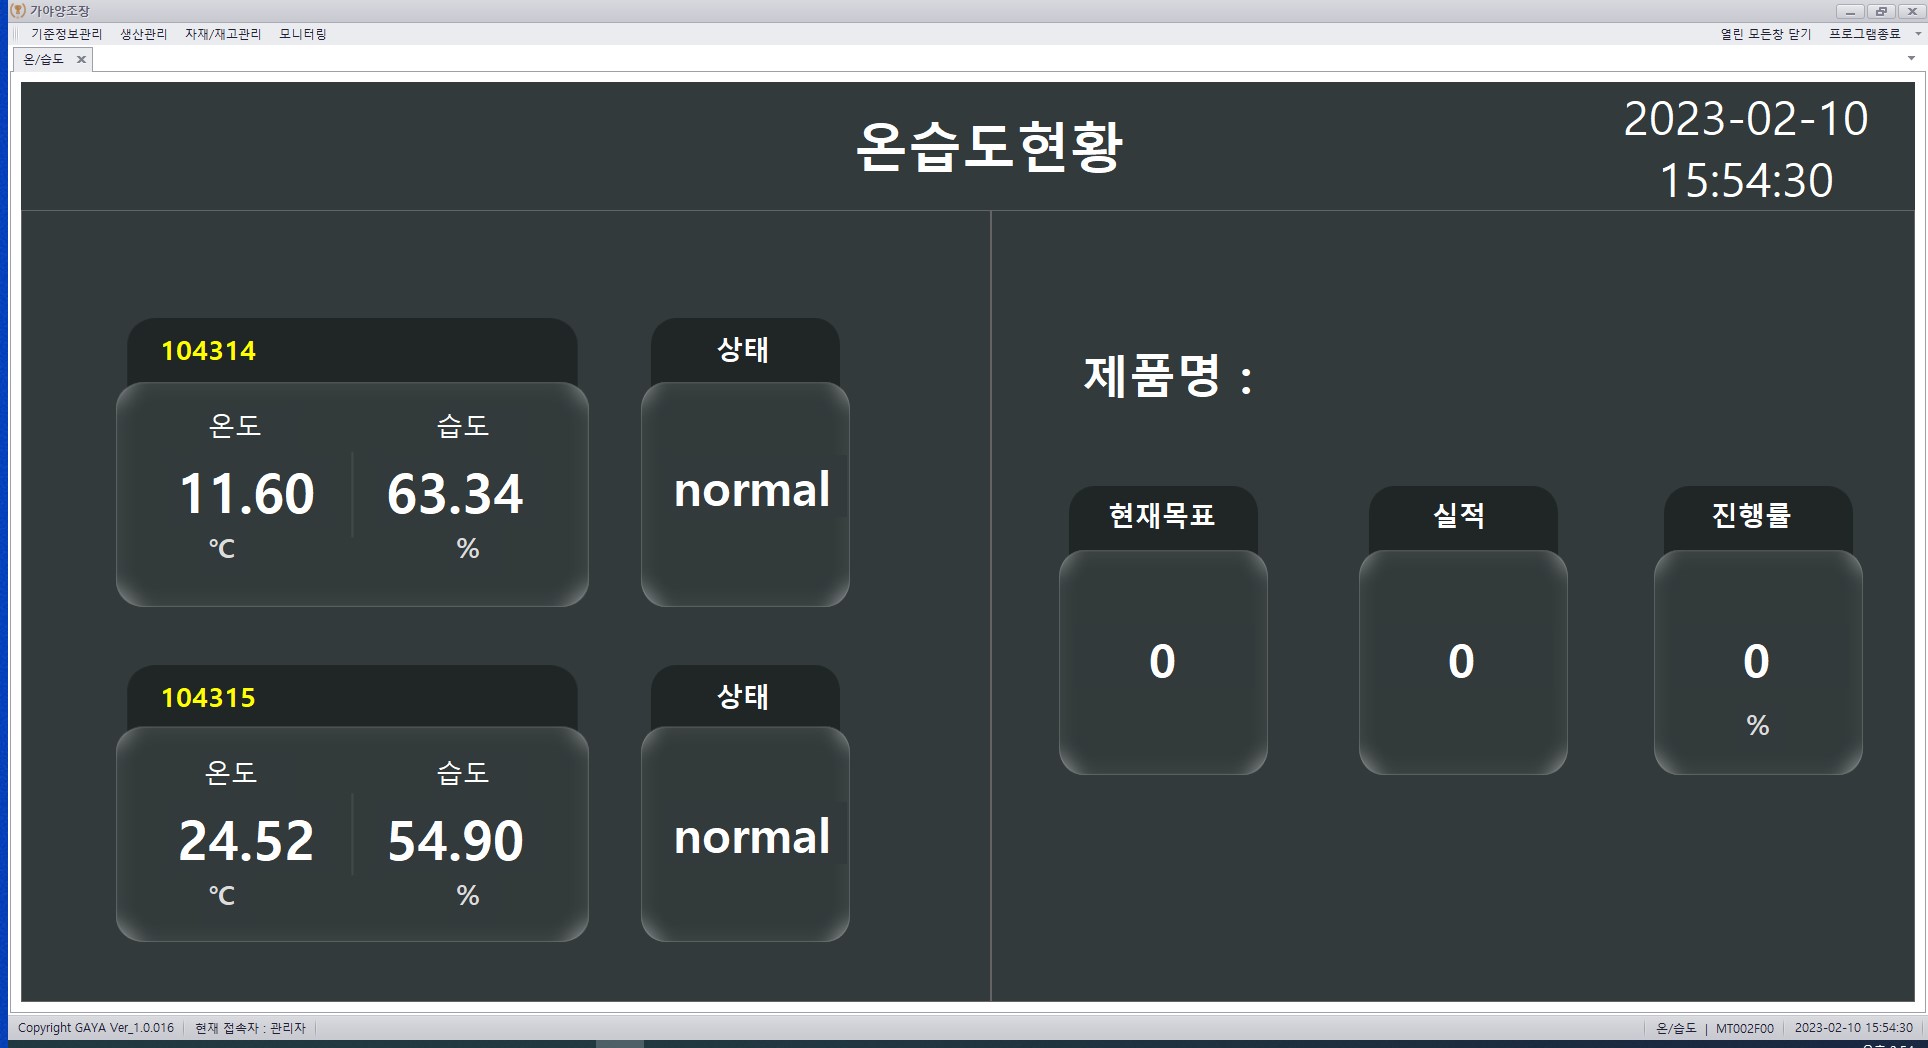 가야양조장
기준정보관리 생산관리 자재/재고관리 모니터링 열린 모든창 닫기 프로그램종료
온/습도
온습도현황
2023-02-10
15:54:30
104314
상태
온도 습도
11.60 63.34
℃ %
normal
104315
상태
온도 습도
24.52 54.90
℃ %
normal
제품명 :
현재목표 실적 진행률
0 0 0
%
Copyright GAYA Ver_1.0.016 현재 접속자 : 관리자 온/습도 | MT002F00 2023-02-10 15:54:30